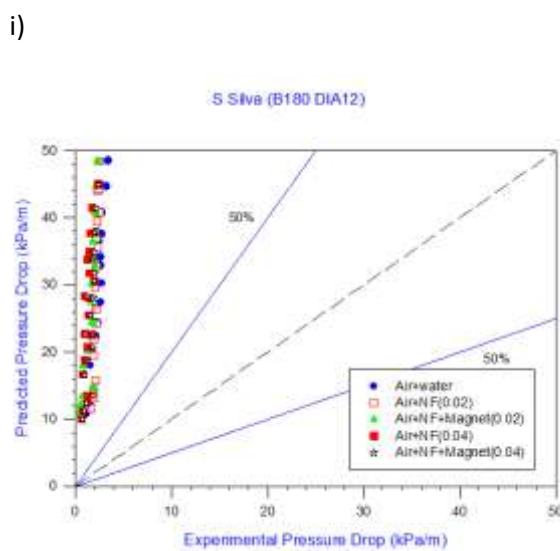 i)
S Silva (B180 DIA12)
50
40
30
20
10
0
Predicted Pressure Drop (kPa/m)
50%
50%
Air+water
Air+NF(0.02)
Air+NF+Magnet(0.02)
Air+NF(0.04)
Air+NF+Magnet(0.04)
0
10
20
30
40
50
Experimental Pressure Drop (kPa/m)